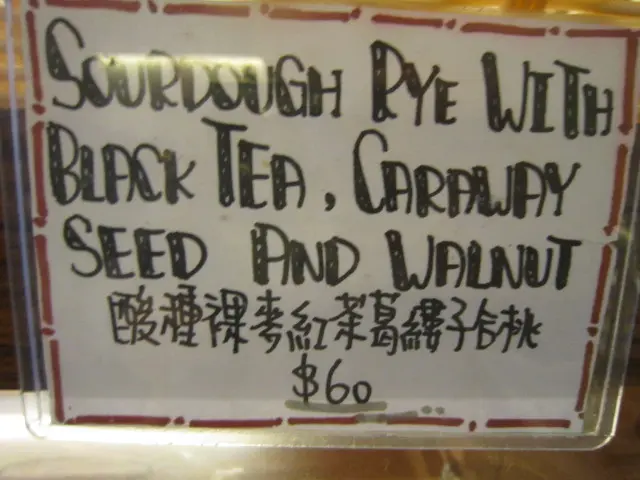 SOURDOUGH RYE WITH
BLACK TEA, CARAWAY
SEED AND WALNUT
酸種裸麥紅茶葛縷子合桃
$60